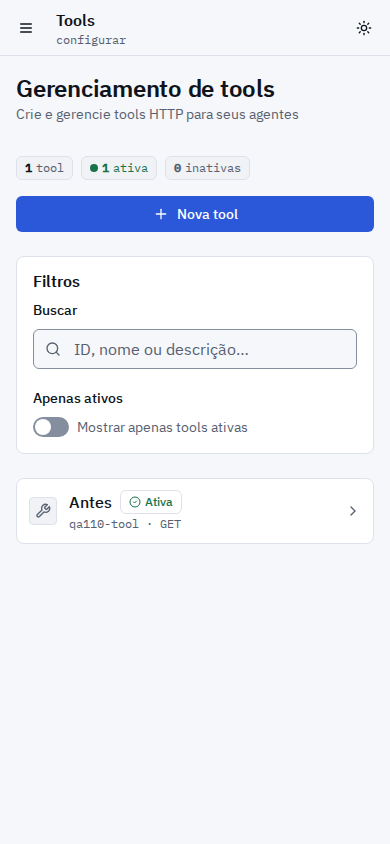 Tools
configurar
Gerenciamento de tools
Crie e gerencie tools HTTP para seus agentes
1 tool
1 ativa
0 inativas
Nova tool
Filtros
Buscar
ID, nome ou descrição...
Apenas ativos
Mostrar apenas tools ativas
Antes
Ativa
qa110-tool · GET